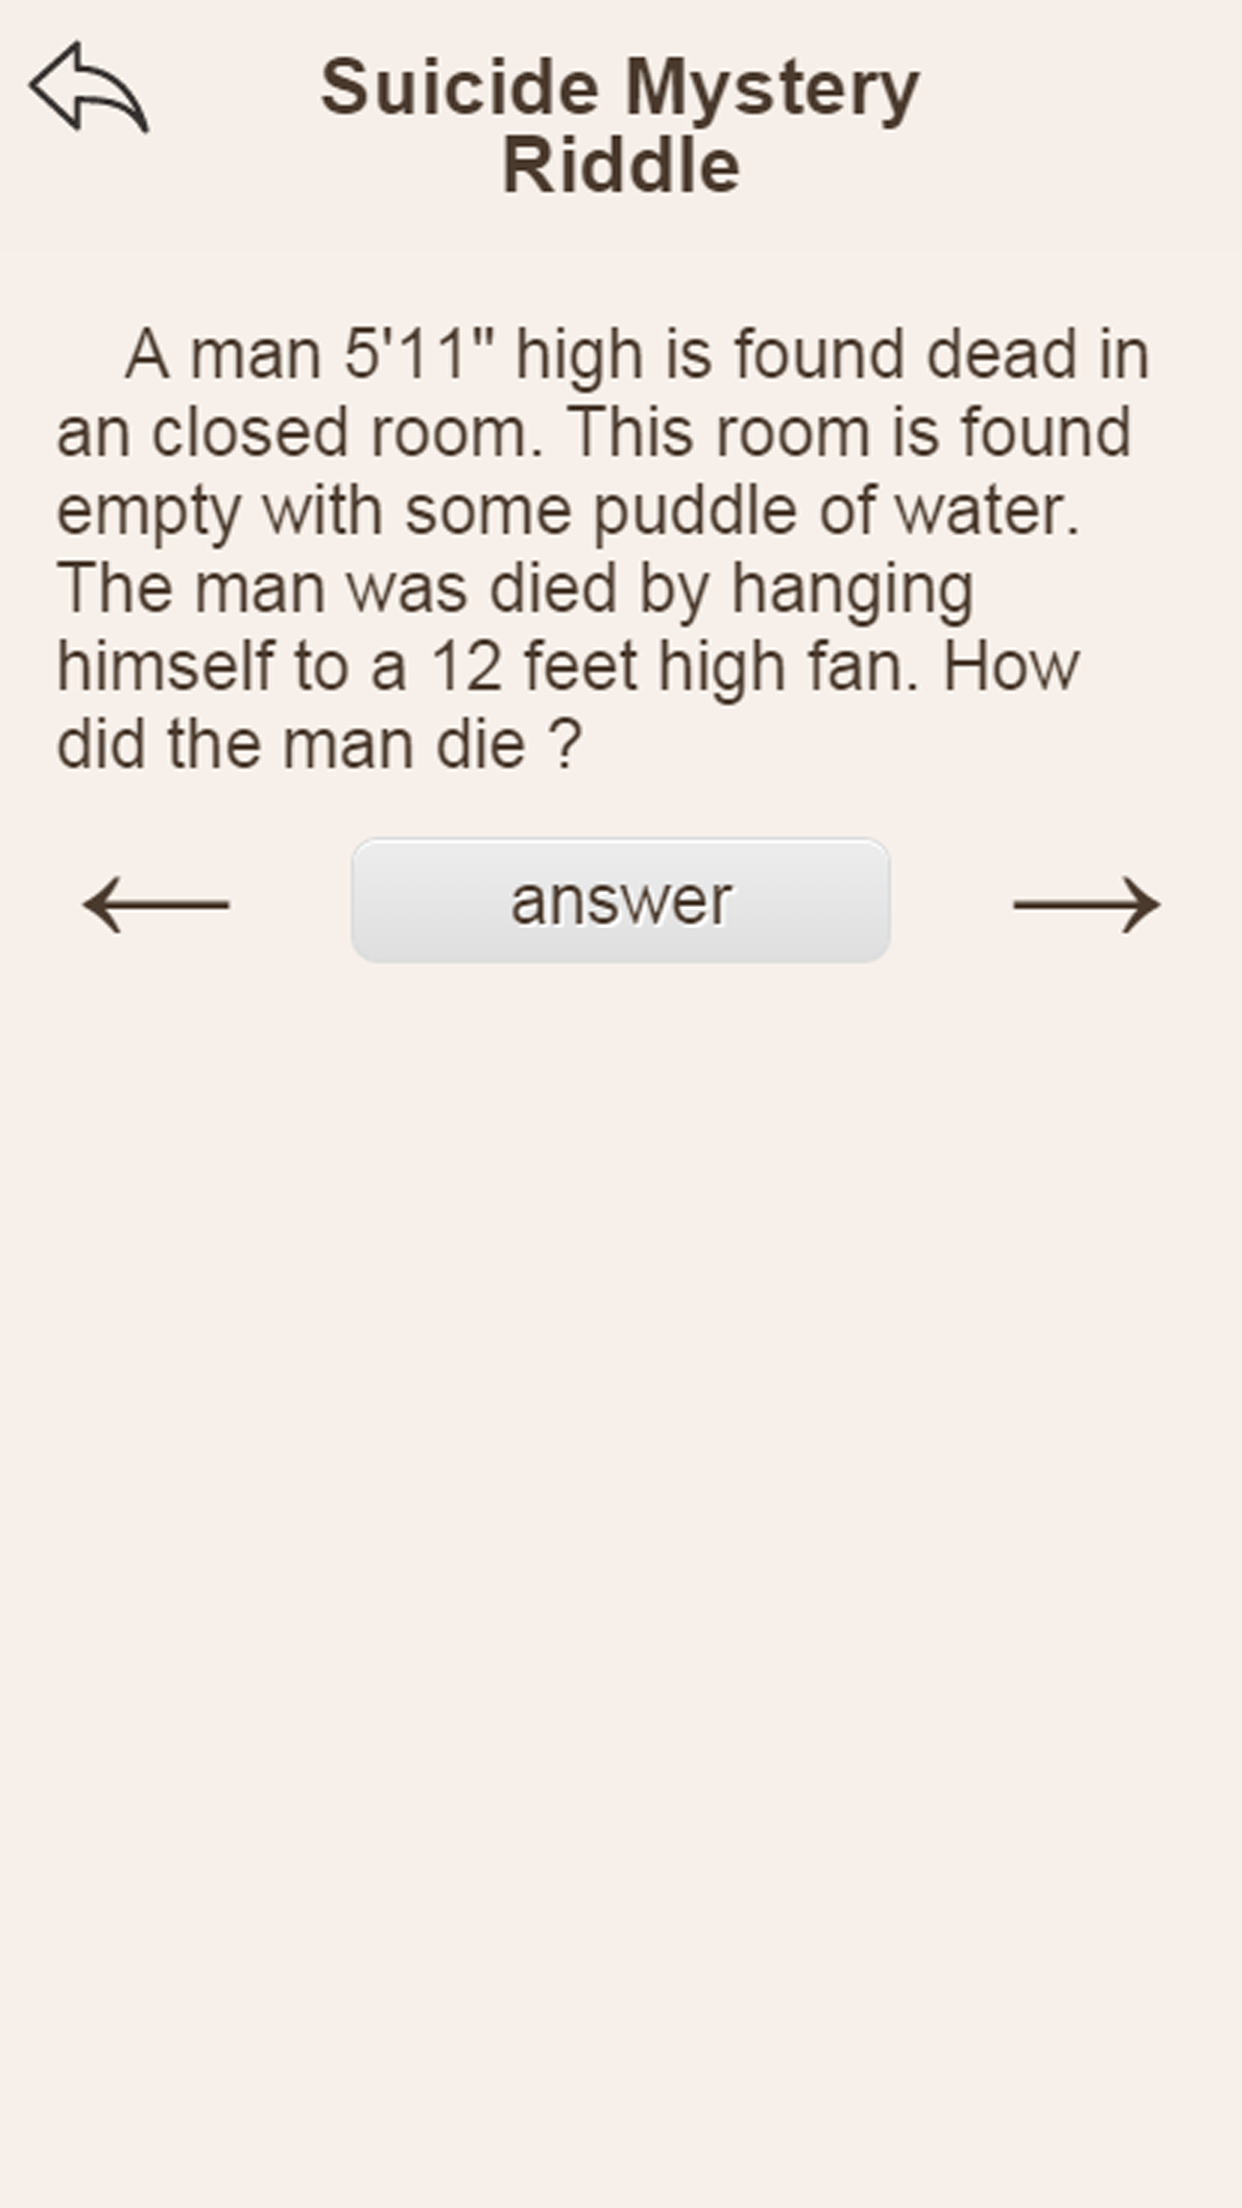 Suicide Mystery
Riddle
A man 5'11" high is found dead in
an closed room. This room is found
empty with some puddle of water.
The man was died by hanging
himself to a 12 feet high fan. How
did the man die ?
answer